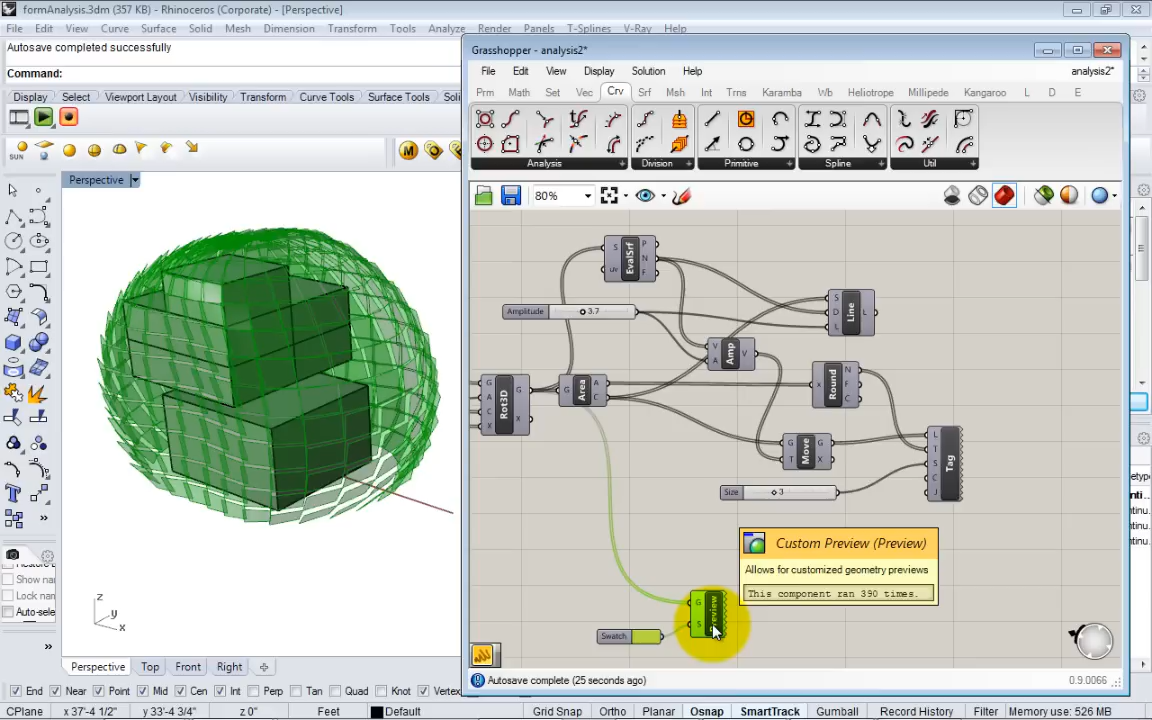 formAnalysis.3dm (357 KB) - Rhinoceros (Corporate) - [Perspective]
File Edit View Curve Surface Solid Mesh Dimension Transform Tools Analyze Render Panels T-Splines V-Ray Help
Autosave completed successfully
Command:
Display Select Viewport Layout Visibility Transform Curve Tools Surface Tools
SUN
M
Perspective
Grasshopper - analysis2*
File Edit View Display Solution Help
analysis2*
Prm Math Set Vec Crv Srf Msh Int Trns Karamba Wb Heliotrope Millipede Kangaroo L D E
Analysis Division Primitive Spline Util
80%
EvalSrf
S
uv
P
N
F
Amplitude 3.7
Line
S
D
L
Amp
V
A
V
Rot3D
G
A
C
X
G
X
Area
G
A
C
Round
x
N
F
C
Move
G
T
G
X
Tag
L
T
S
C
J
Size 3
Custom Preview (Preview)
Allows for customized geometry previews
This component ran 390 times.
Swatch
G
S
Preview
Autosave complete (25 seconds ago)
0.9.0066
z
y
x
Perspective Top Front Right
End Near Point Mid Cen Int Perp Tan Quad Knot Vertex
CPlane x 37'-4 1/2" y 33'-4 3/4" z 0" Feet Default Grid Snap Ortho Planar Osnap SmartTrack Gumball Record History Filter Memory use: 526 MB